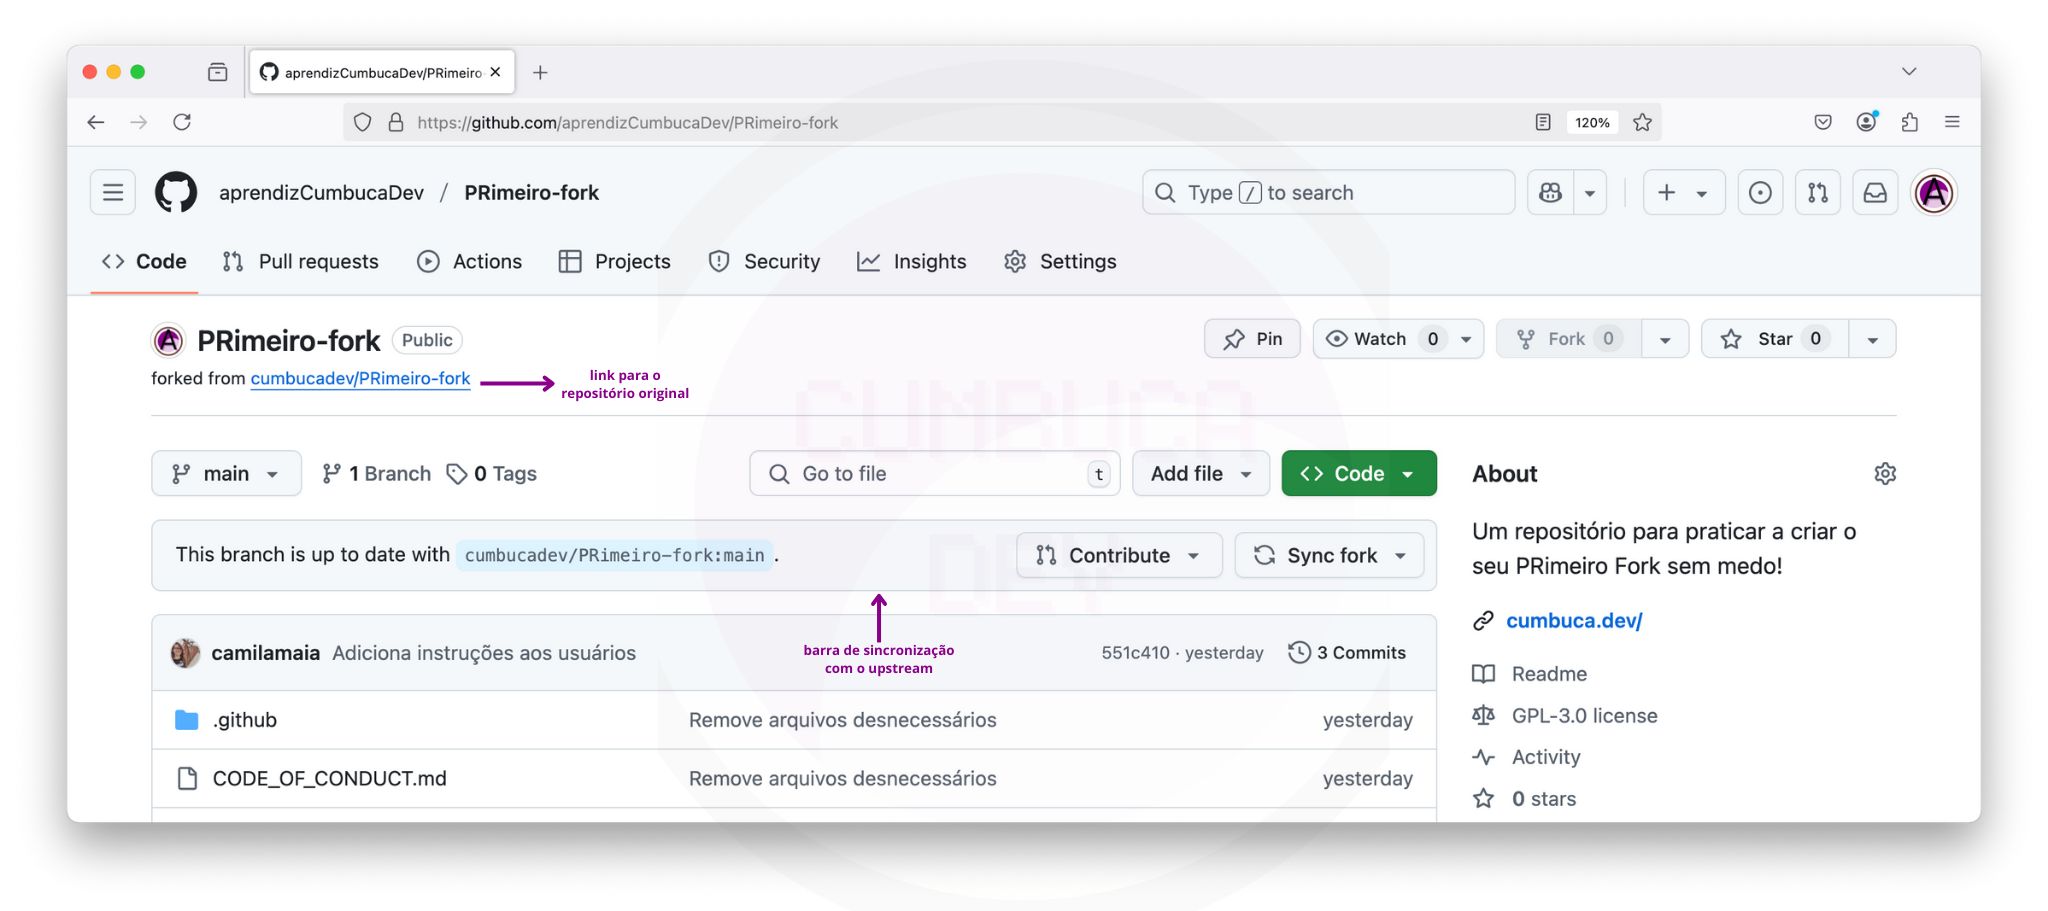 aprendizCumbucaDev/PRimeiro-
https://github.com/aprendizCumbucaDev/PRimeiro-fork
120%
aprendizCumbucaDev / PRimeiro-fork
Type / to search
Code
Pull requests
Actions
Projects
Security
Insights
Settings
PRimeiro-fork
Public
Pin
Watch 0
Fork 0
Star 0
forked from cumbucadev/PRimeiro-fork
link para o
repositório original
main
1 Branch
0 Tags
Go to file
t
Add file
Code
About
Um repositório para praticar a criar o
seu PRimeiro Fork sem medo!
cumbuca.dev/
Readme
GPL-3.0 license
Activity
0 stars
This branch is up to date with cumbucadev/PRimeiro-fork:main.
Contribute
Sync fork
barra de sincronização
com o upstream
camilamaia Adiciona instruções aos usuários
551c410 · yesterday
3 Commits
.github
Remove arquivos desnecessários
yesterday
CODE_OF_CONDUCT.md
Remove arquivos desnecessários
yesterday
CUMBUCA
DEV